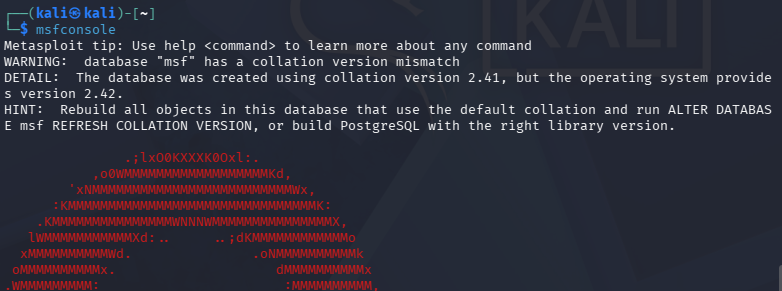 ┌──(kali㉿kali)-[~]
└─$ msfconsole
Metasploit tip: Use help <command> to learn more about any command
WARNING:  database "msf" has a collation version mismatch
DETAIL:  The database was created using collation version 2.41, but the operating system provide
s version 2.42.
HINT:  Rebuild all objects in this database that use the default collation and run ALTER DATABAS
E msf REFRESH COLLATION VERSION, or build PostgreSQL with the right library version.
.;lxO0KXXXK0Oxl:.
,o0WMMMMMMMMMMMMMMMMMMKd,
'xNMMMMMMMMMMMMMMMMMMMMMMMMMWx,
:KMMMMMMMMMMMMMMMMMMMMMMMMMMMMMMMK:
.KMMMMMMMMMMMMMMMWNNNWMMMMMMMMMMMMMMMX,
lWMMMMMMMMMMMXd:..     ..;dKMMMMMMMMMMMMo
xMMMMMMMMMMWd.               .oNMMMMMMMMMMk
oMMMMMMMMMMx.                    dMMMMMMMMMMx
.WMMMMMMMMM:                       :MMMMMMMMMM,
KALI